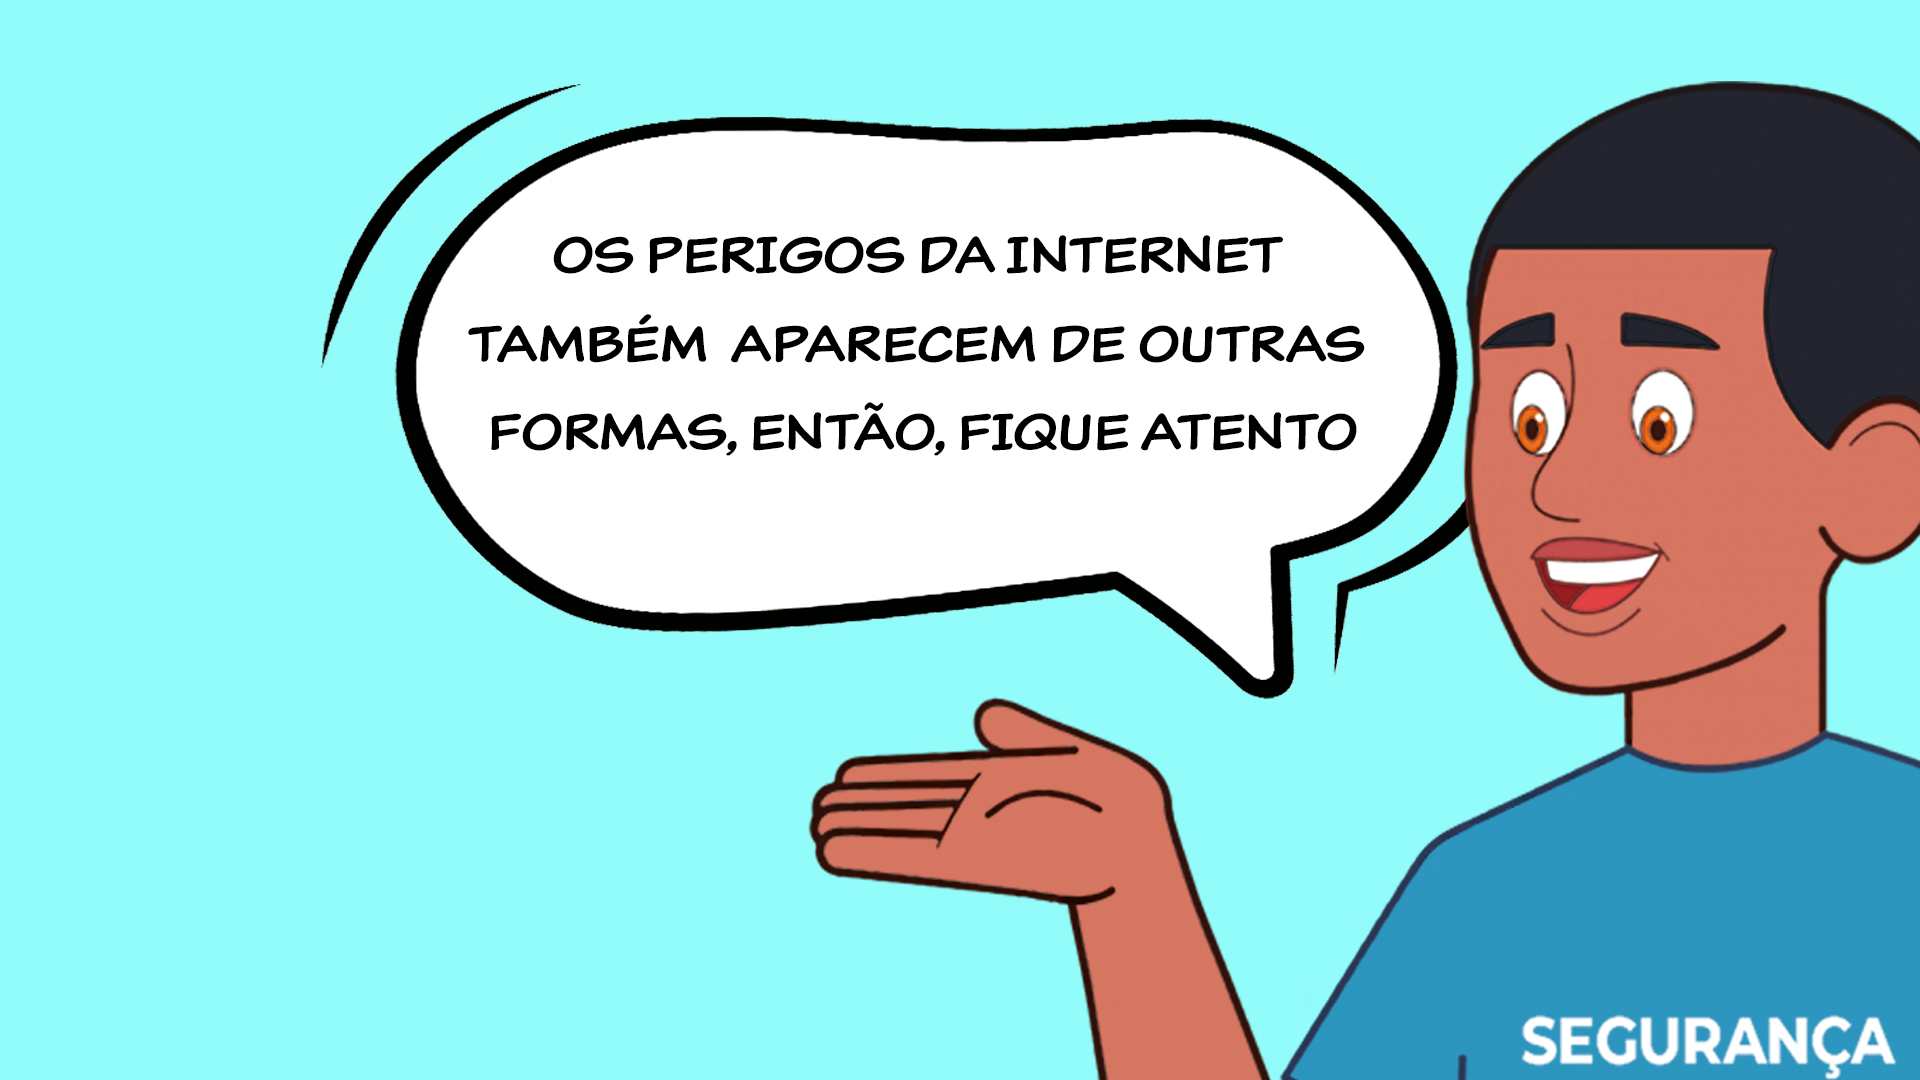 OS PERIGOS DA INTERNET
TAMBÉM APARECEM DE OUTRAS
FORMAS, ENTÃO, FIQUE ATENTO
SEGURANÇA